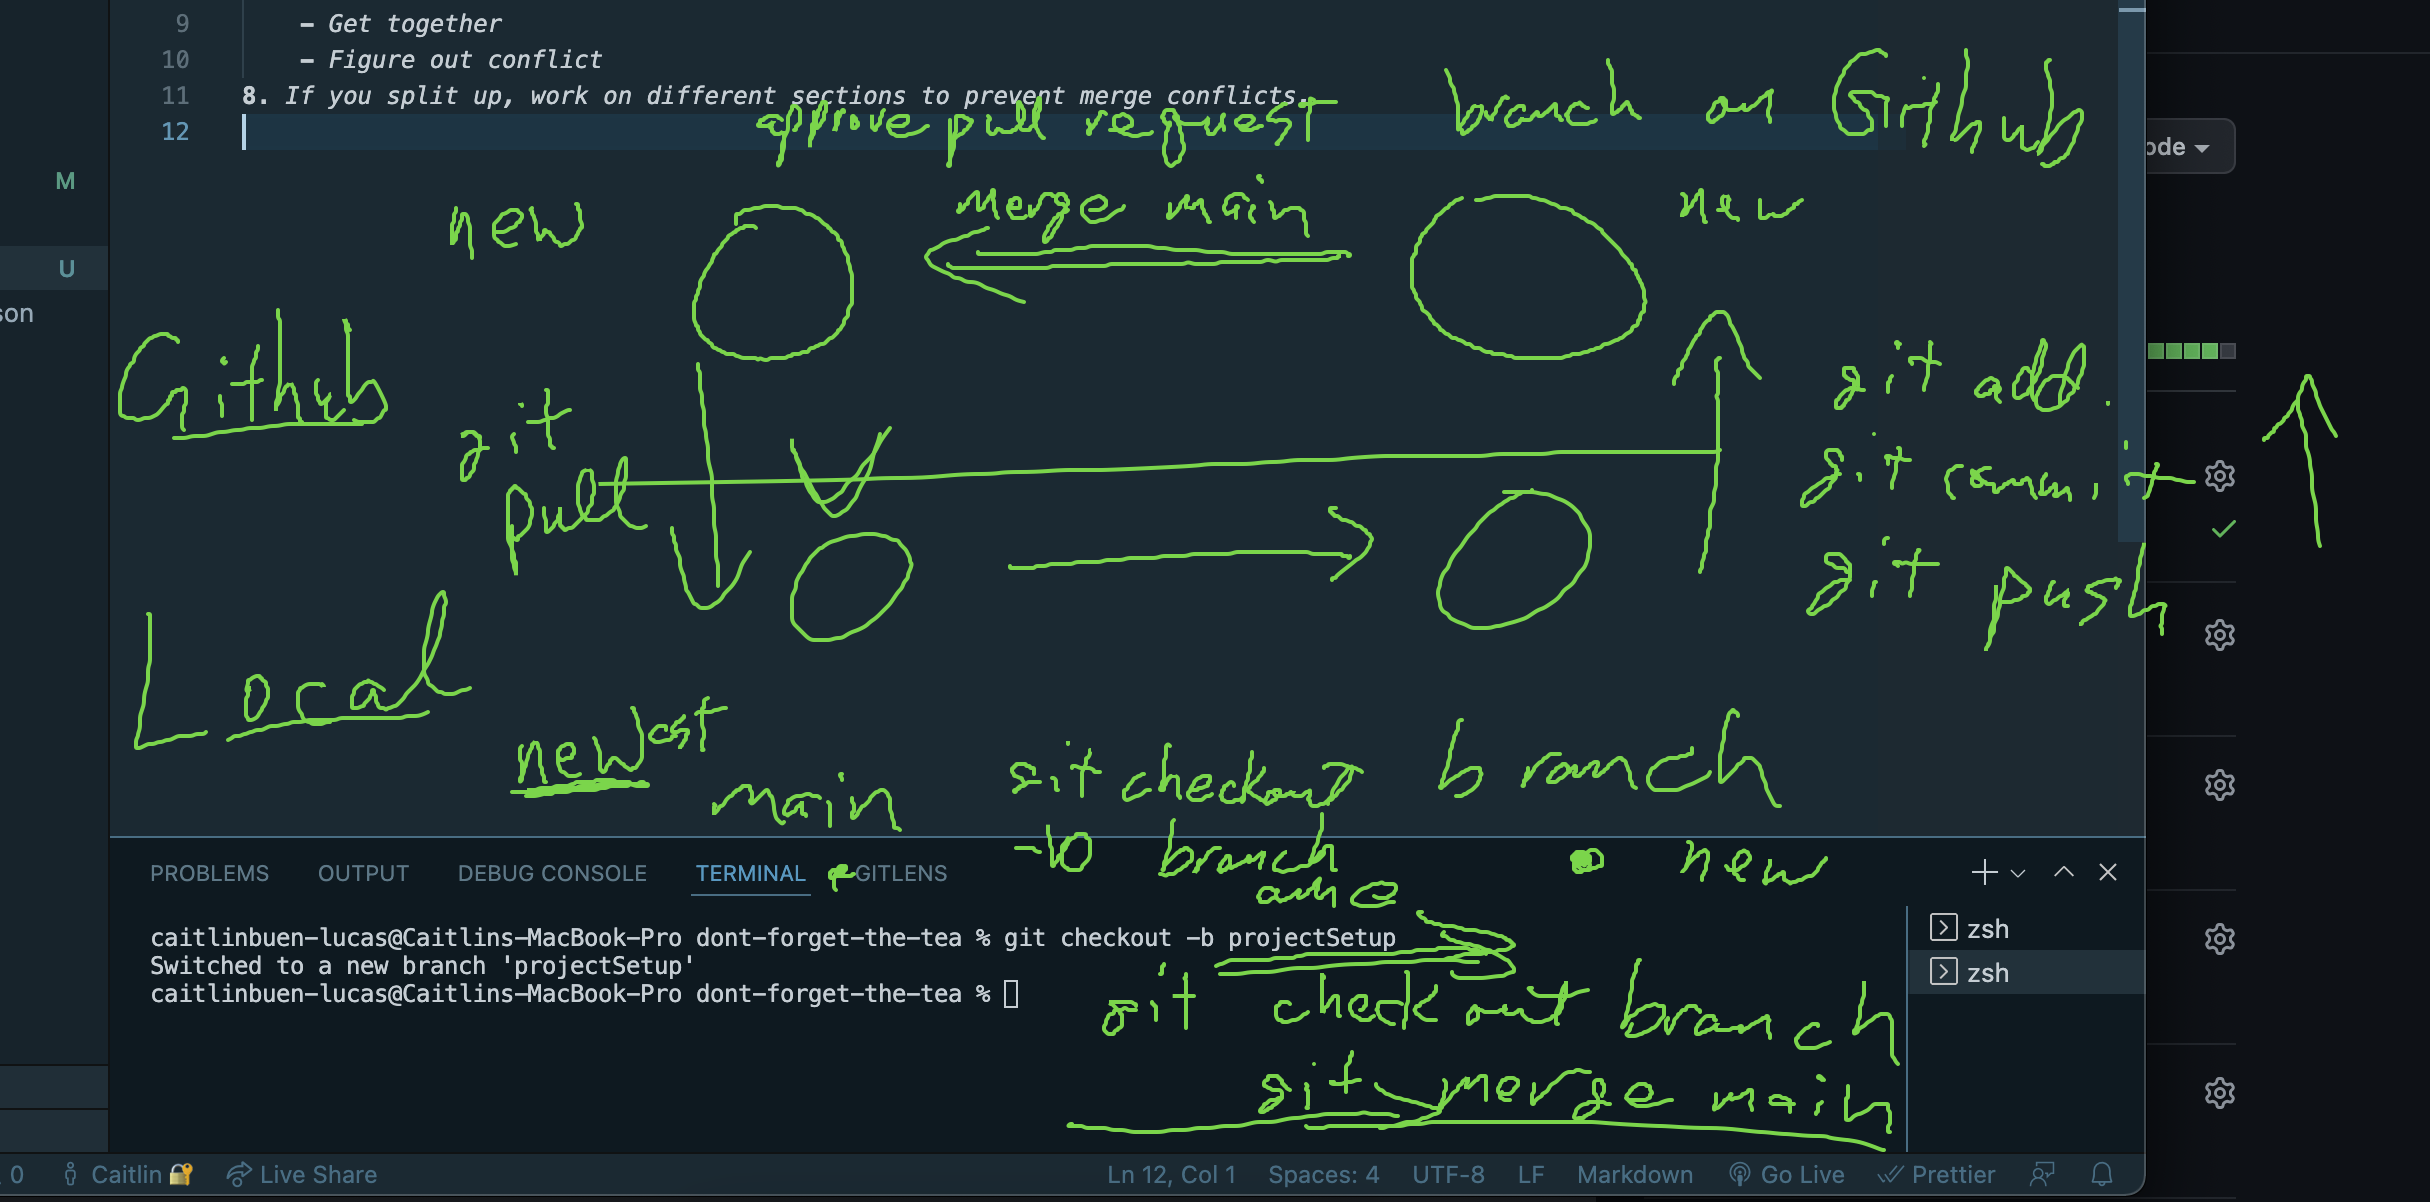 9 - Get together
10 - Figure out conflict
11 8. If you split up, work on different sections to prevent merge conflicts.
12
approve pull request
branch on Github
M
ode
new
merge main
new
U
son
Github
git add .
git pull
git commit
git push
Local
newest
main
git checkout
-b branch
ame
branch
new
PROBLEMS OUTPUT DEBUG CONSOLE TERMINAL GITLENS
caitlinbuen-lucas@Caitlins-MacBook-Pro dont-forget-the-tea % git checkout -b projectSetup
Switched to a new branch 'projectSetup'
caitlinbuen-lucas@Caitlins-MacBook-Pro dont-forget-the-tea %
zsh
zsh
git checkout branch
git merge main
0 Caitlin Live Share Ln 12, Col 1 Spaces: 4 UTF-8 LF Markdown Go Live Prettier